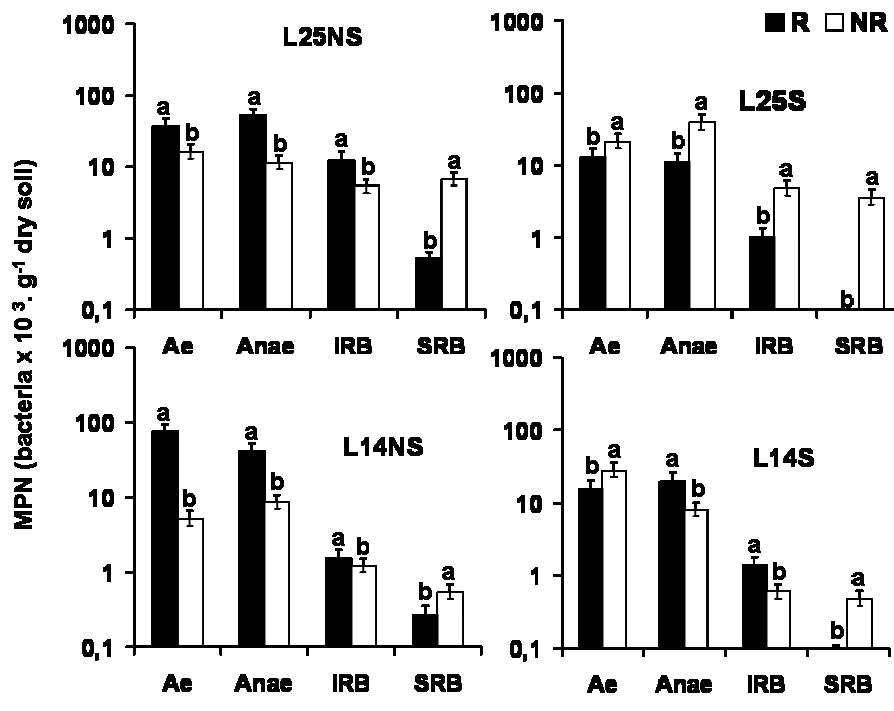 MPN (bacteria x 10³. g⁻¹ dry soil)
R NR
L25NS
1000
100
10
1
0,1
a b a b a b b a
Ae Anae IRB SRB
L25S
1000
100
10
1
0,1
b a b a b a b a
Ae Anae IRB SRB
L14NS
1000
100
10
1
0,1
a b a b a b b a
Ae Anae IRB SRB
L14S
1000
100
10
1
0,1
b a a b a b b a
Ae Anae IRB SRB